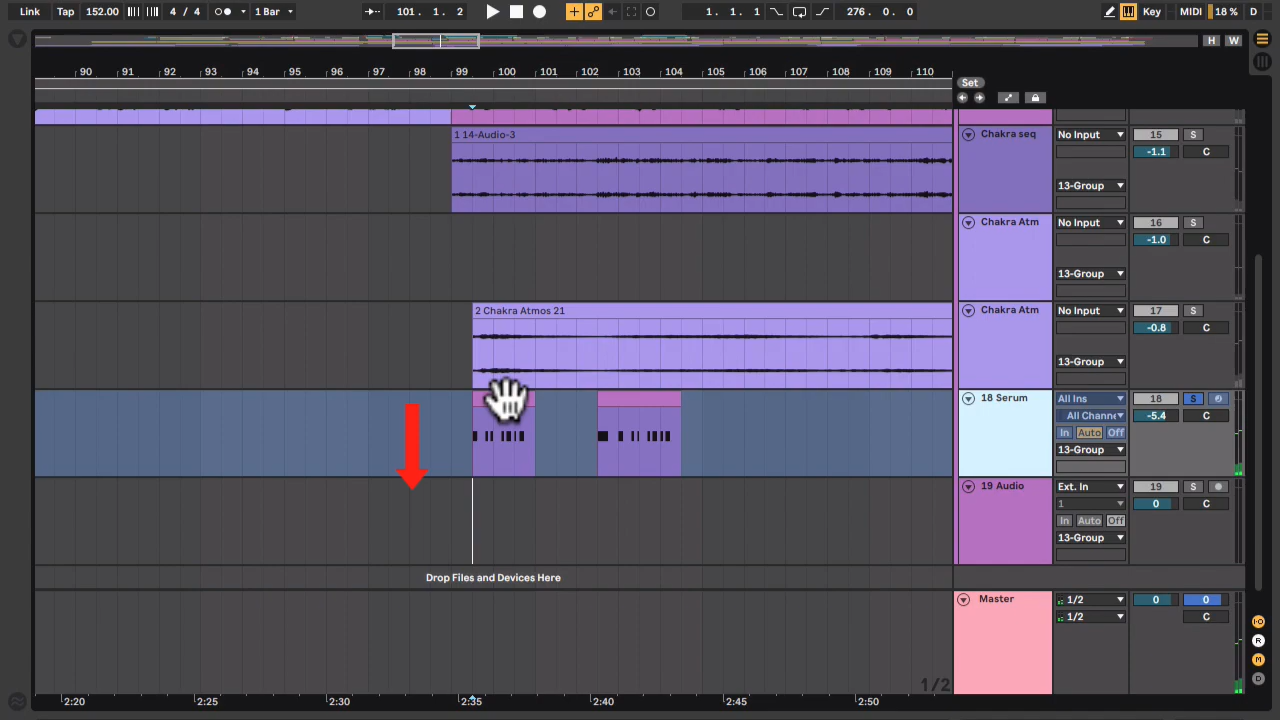 Link Tap 152.00 4 / 4 1 Bar 101. 1. 2 1. 1. 1 276. 0. 0 Key MIDI 18 % D
H W
90 91 92 93 94 95 96 97 98 99 100 101 102 103 104 105 106 107 108 109 110
Set
1 14-Audio-3 Chakra seq No Input 15 S
-1.1 C
13-Group
Chakra Atm No Input 16 S
-1.0 C
13-Group
2 Chakra Atmos 21 Chakra Atm No Input 17 S
-0.8 C
13-Group
18 Serum All Ins 18 S
All Channe -5.4 C
In Auto Off
13-Group
19 Audio Ext. In 19 S
1 0 C
In Auto Off
13-Group
Drop Files and Devices Here
Master 1/2 0 0
1/2 C
I·O
R
M
D
1/2
2:20 2:25 2:30 2:35 2:40 2:45 2:50